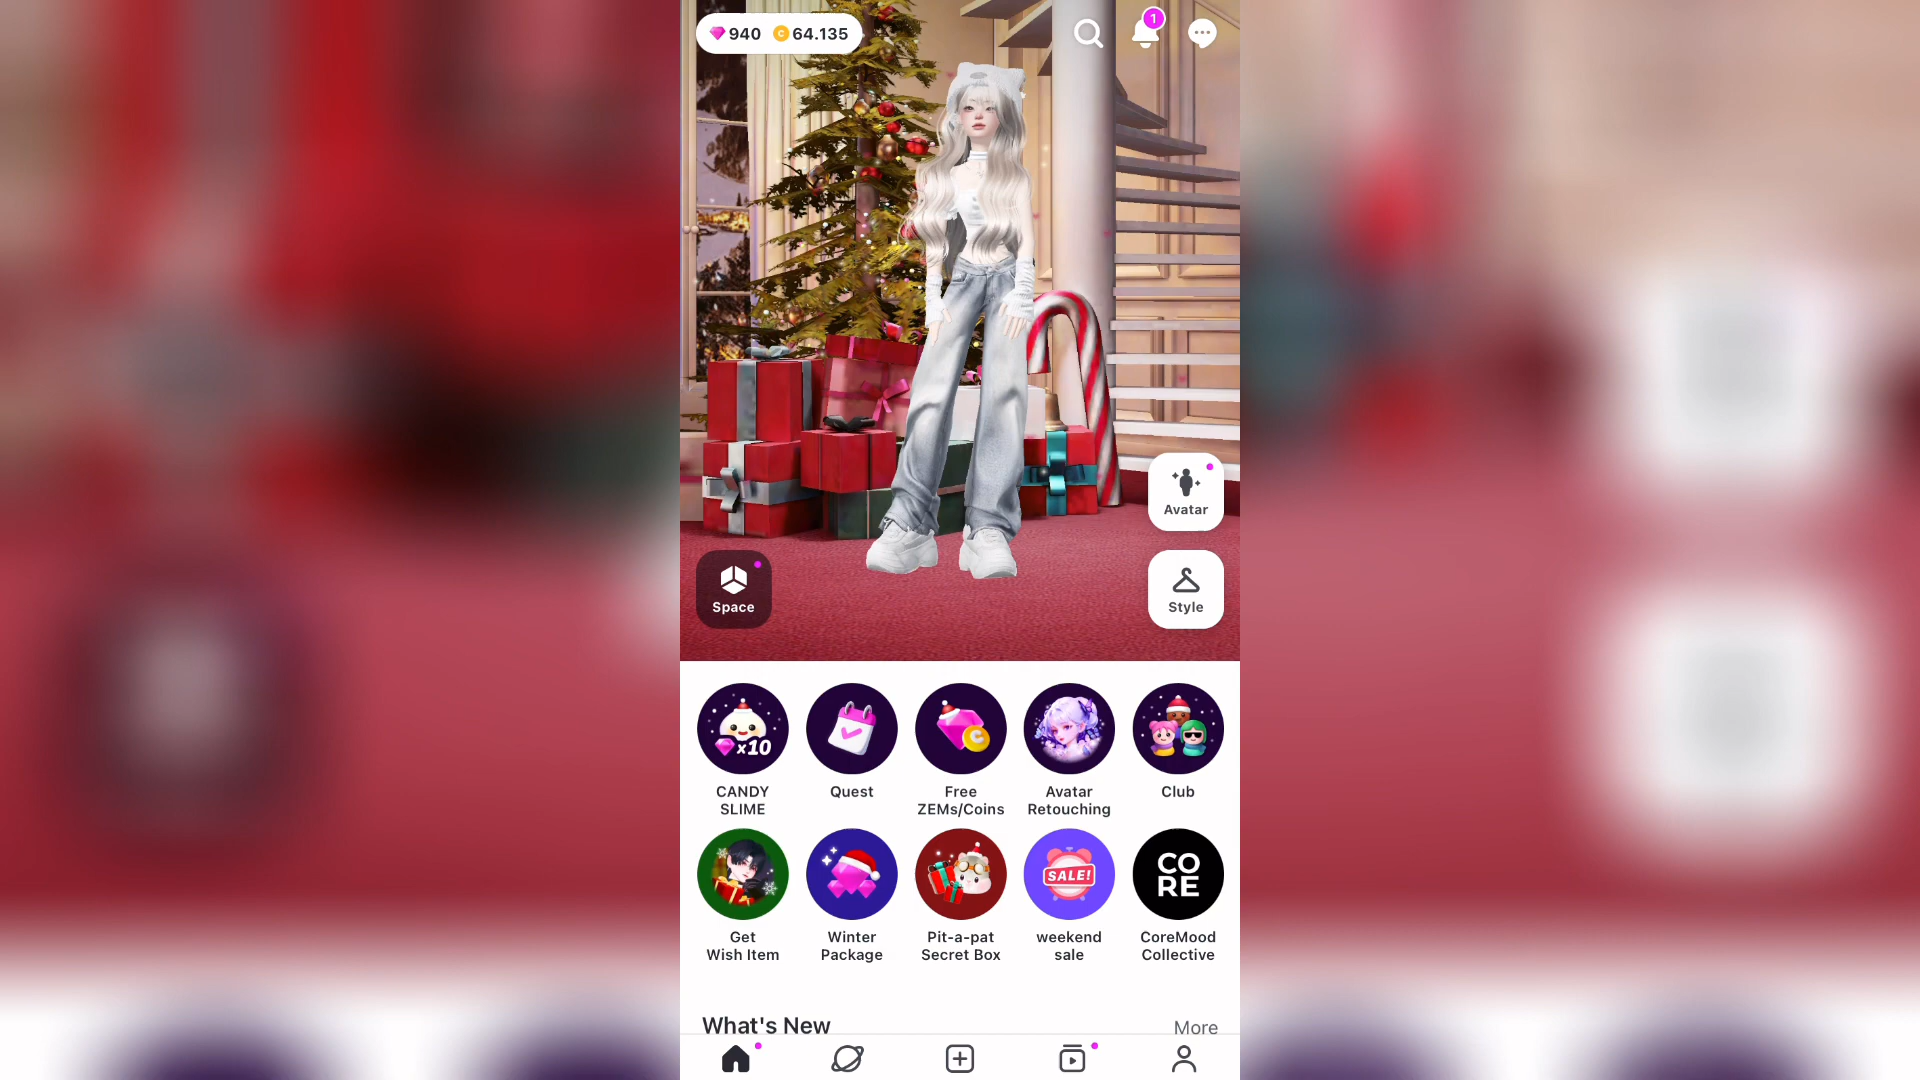 940 64.135
1
Avatar
Space
Style
x10
CANDY
SLIME
Quest
Free
ZEMs/Coins
Avatar
Retouching
Club
SALE!
CO
RE
Get
Wish Item
Winter
Package
Pit-a-pat
Secret Box
weekend
sale
CoreMood
Collective
What's New
More